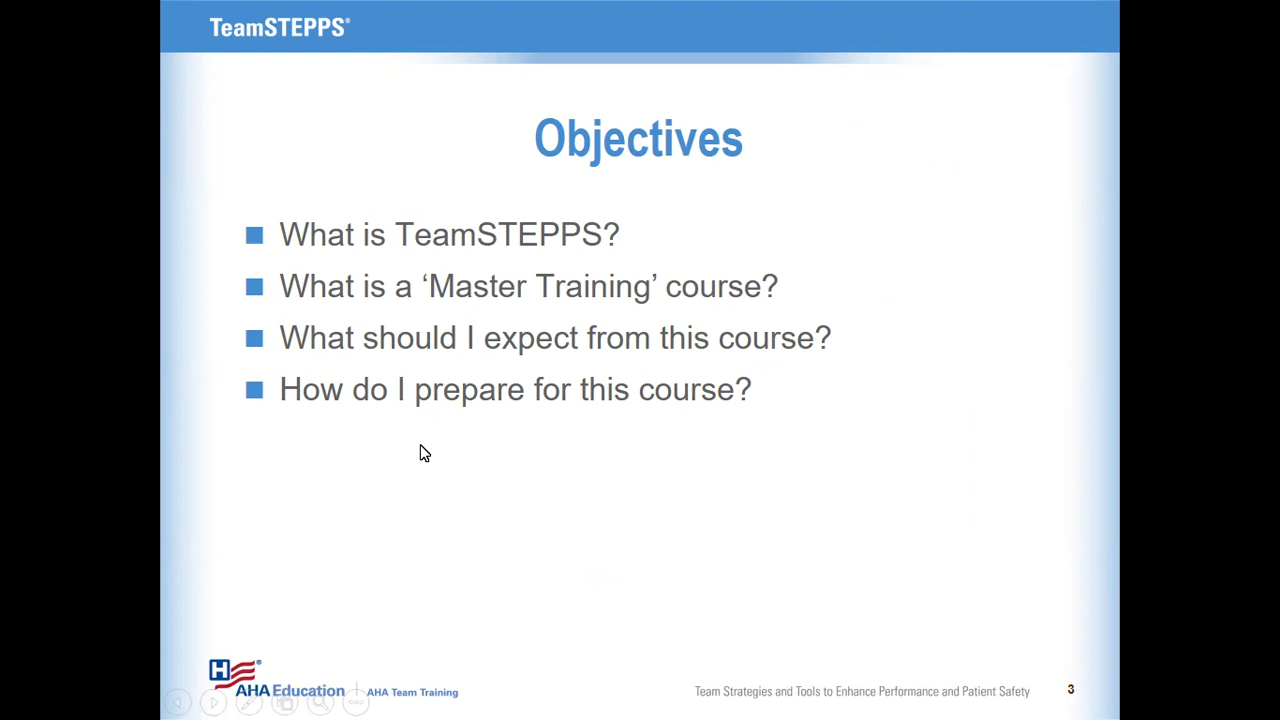 TeamSTEPPS®
Objectives
What is TeamSTEPPS?
What is a ‘Master Training’ course?
What should I expect from this course?
How do I prepare for this course?
H®
AHA Education | AHA Team Training
Team Strategies and Tools to Enhance Performance and Patient Safety 3